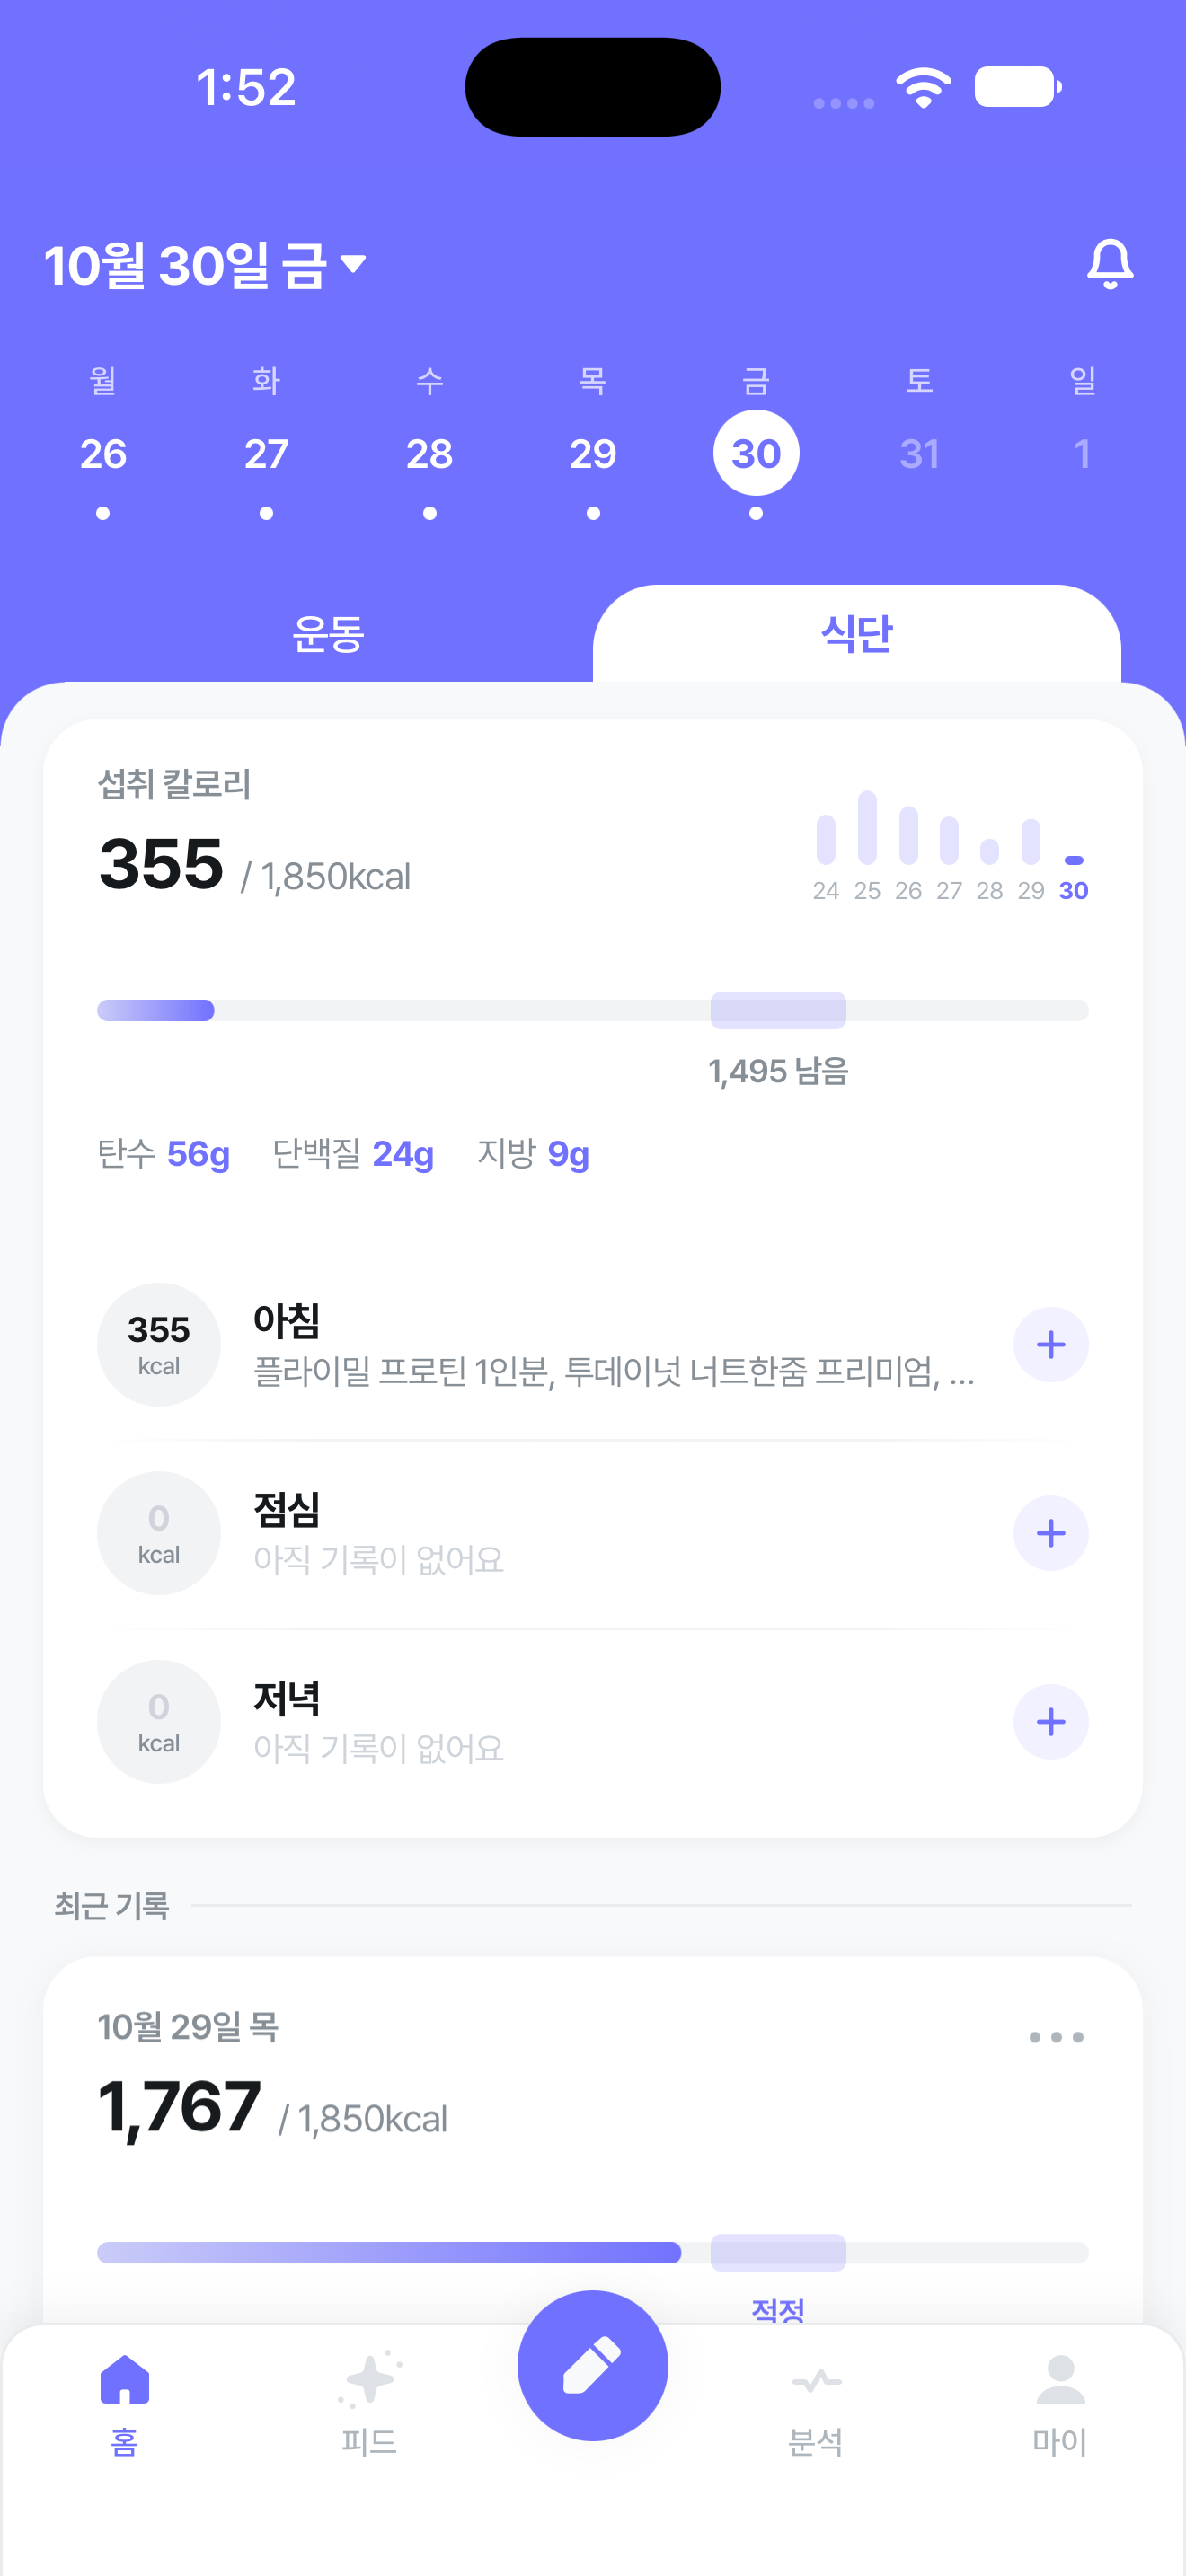 1:52
10월 30일 금
월 화 수 목 금 토 일
26 27 28 29 30 31 1
운동 식단
섭취 칼로리
355 / 1,850kcal
24 25 26 27 28 29 30
1,495 남음
탄수 56g 단백질 24g 지방 9g
355
kcal
아침
플라이밀 프로틴 1인분, 투데이넛 너트한줌 프리미엄, ...
0
kcal
점심
아직 기록이 없어요
0
kcal
저녁
아직 기록이 없어요
최근 기록
10월 29일 목
1,767 / 1,850kcal
적정
홈 피드 분석 마이